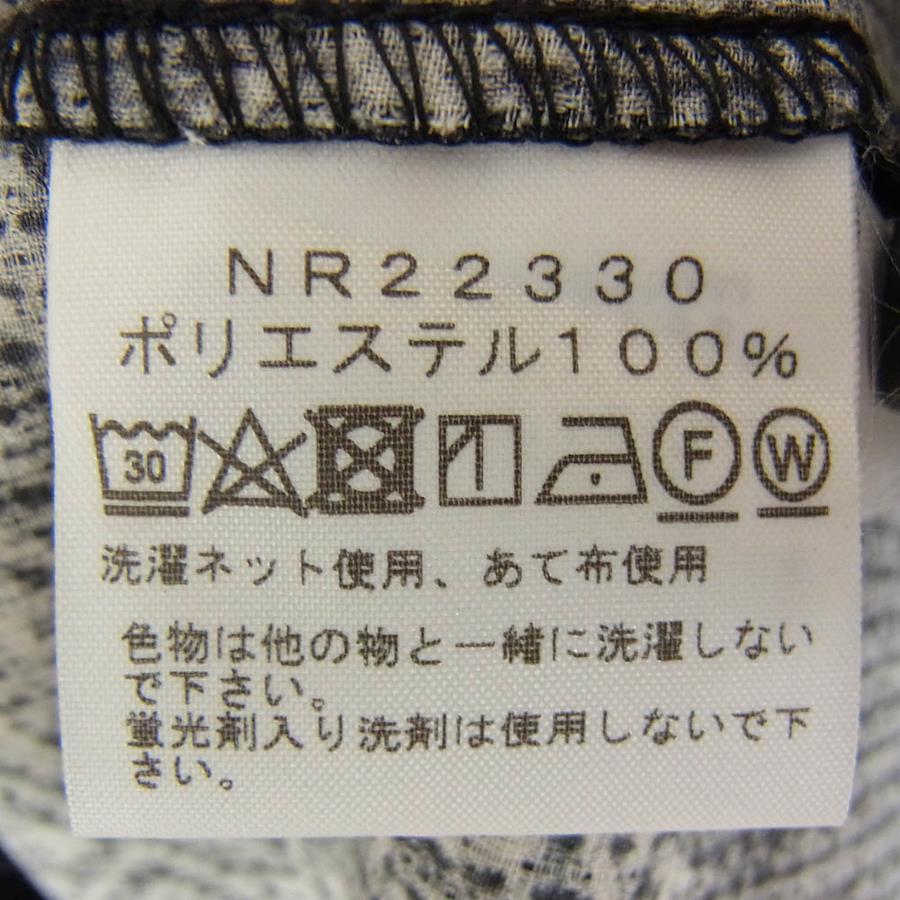 NR22330
ポリエステル100%
30 F W
洗濯ネット使用、あて布使用
色物は他の物と一緒に洗濯しない
で下さい。
蛍光剤入り洗剤は使用しないで下
さい。